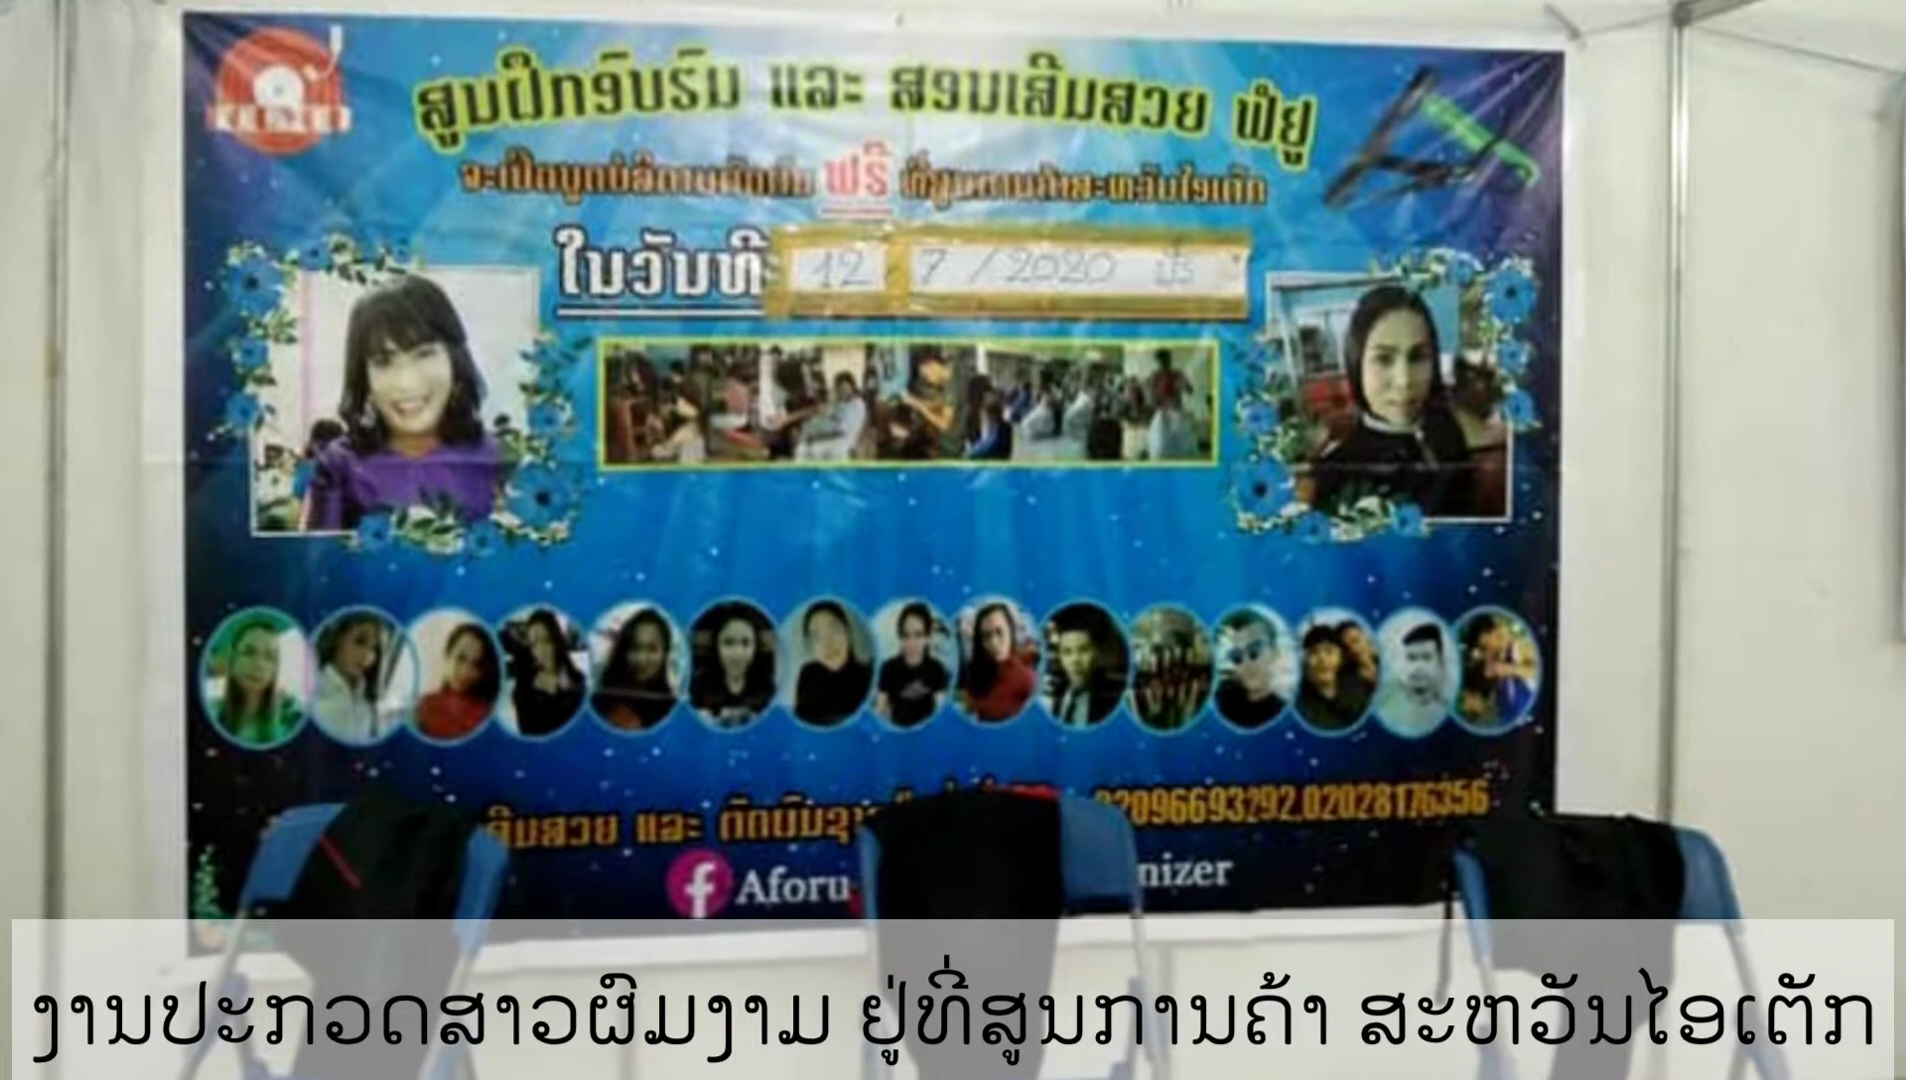 ສູນຝຶກອົບຮົມ ແລະ ສອມເສີມສວຍ ຟໍຢູ
ຈະເປີດບູດບໍລິການຕັດຜົມ ຟຣີ ທີ່ສູນການຄ້າສະຫວັນໄອເຕັກ
ໃນວັນທີ 12 7 /2020 ນີ້
ສີມສວຍ ແລະ ຕັດຜົມຊາຍ 02096693292.02028176356
Aforu nizer
ງານປະກວດສາວຜົມງາມ ຢູ່ທີ່ສູນການຄ້າ ສະຫວັນໄອເຕັກ